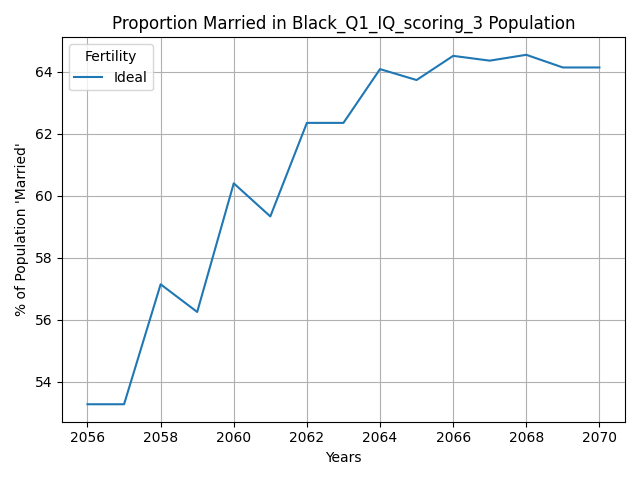 Proportion Married in Black_Q1_IQ_scoring_3 Population
Fertility
Ideal
% of Population 'Married'
64
62
60
58
56
54
2056 2058 2060 2062 2064 2066 2068 2070
Years